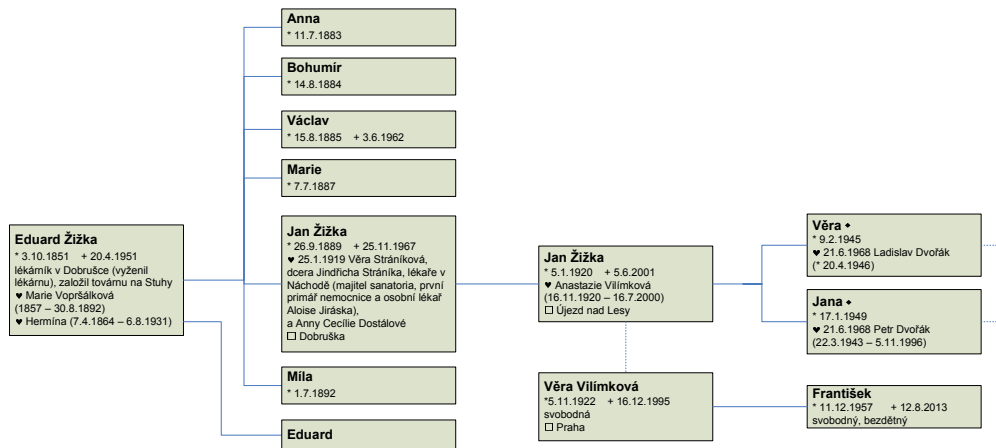 Anna
* 11.7.1883
Bohumír
* 14.8.1884
Václav
* 15.8.1885 + 3.6.1962
Marie
* 7.7.1887
Eduard Žižka
* 3.10.1851 + 20.4.1951
lékárník v Dobrušce (vyženil
lékárnu), založil továrnu na Stuhy
♥ Marie Vopršálková
(1857 – 30.8.1892)
♥ Hermína (7.4.1864 – 6.8.1931)
Jan Žižka
* 26.9.1889 + 25.11.1967
♥ 25.1.1919 Věra Stráníková,
dcera Jindřicha Stráníka, lékaře v
Náchodě (majitel sanatoria, první
primář nemocnice a osobní lékař
Aloise Jiráska),
a Anny Cecílie Dostálové
☐ Dobruška
Míla
* 1.7.1892
Eduard
Jan Žižka
* 5.1.1920 + 5.6.2001
♥ Anastazie Vilímková
(16.11.1920 – 16.7.2000)
☐ Újezd nad Lesy
Věra Vilímková
*5.11.1922 + 16.12.1995
svobodná
☐ Praha
Věra ◆
* 9.2.1945
♥ 21.6.1968 Ladislav Dvořák
(* 20.4.1946)
Jana ◆
* 17.1.1949
♥ 21.6.1968 Petr Dvořák
(22.3.1943 – 5.11.1996)
František
* 11.12.1957 + 12.8.2013
svobodný, bezdětný